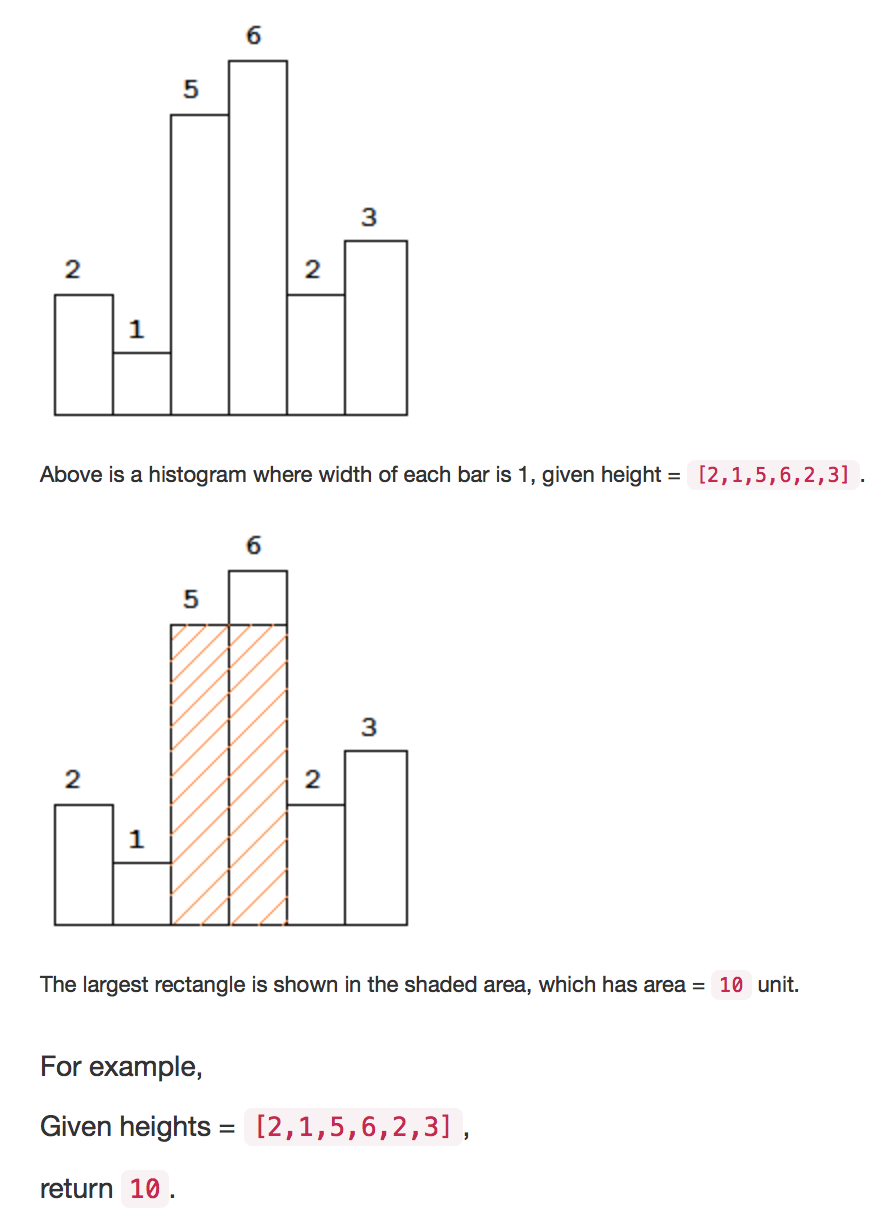 6
5
3
2
2
1
Above is a histogram where width of each bar is 1, given height = [2,1,5,6,2,3] .
6
5
3
2
2
1
The largest rectangle is shown in the shaded area, which has area = 10 unit.
For example,
Given heights = [2,1,5,6,2,3] ,
return 10 .